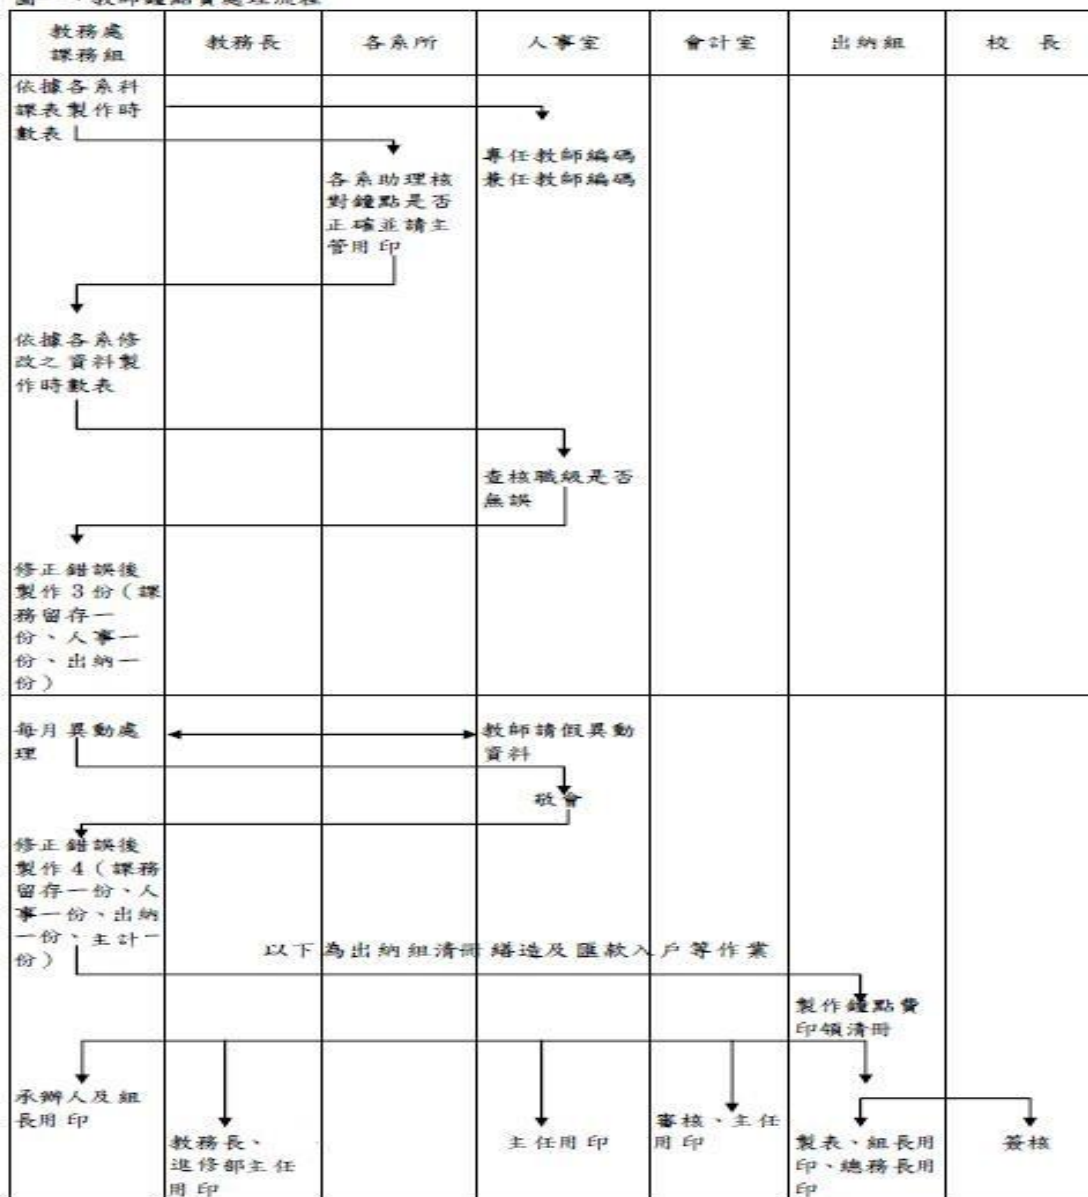 教師鐘點費處理流程
教務處
課務組
教務長
各系所
人事室
會計室
出納組
校 長
依據各系科
課表製作時
數表
專任教師編碼
兼任教師編碼
各系助理核
對鐘點是否
正確並請主
管用印
依據各系修
改之資料製
作時數表
查核職級是否
無誤
修正錯誤後
製作3份(課
務留存一
份、人事一
份、出納一
份)
每月異動處
理
教師請假異動
資料
敬會
修正錯誤後
製作4(課務
留存一份、人
事一份、出納
一份、主計一
份)
以下為出納組清冊繕造及匯款入戶等作業
製作鐘點費
印領清冊
承辦人及組
長用印
教務長、
進修部主任
用印
主任用印
審核、主任
用印
製表、組長用
印、總務長用
印
簽核